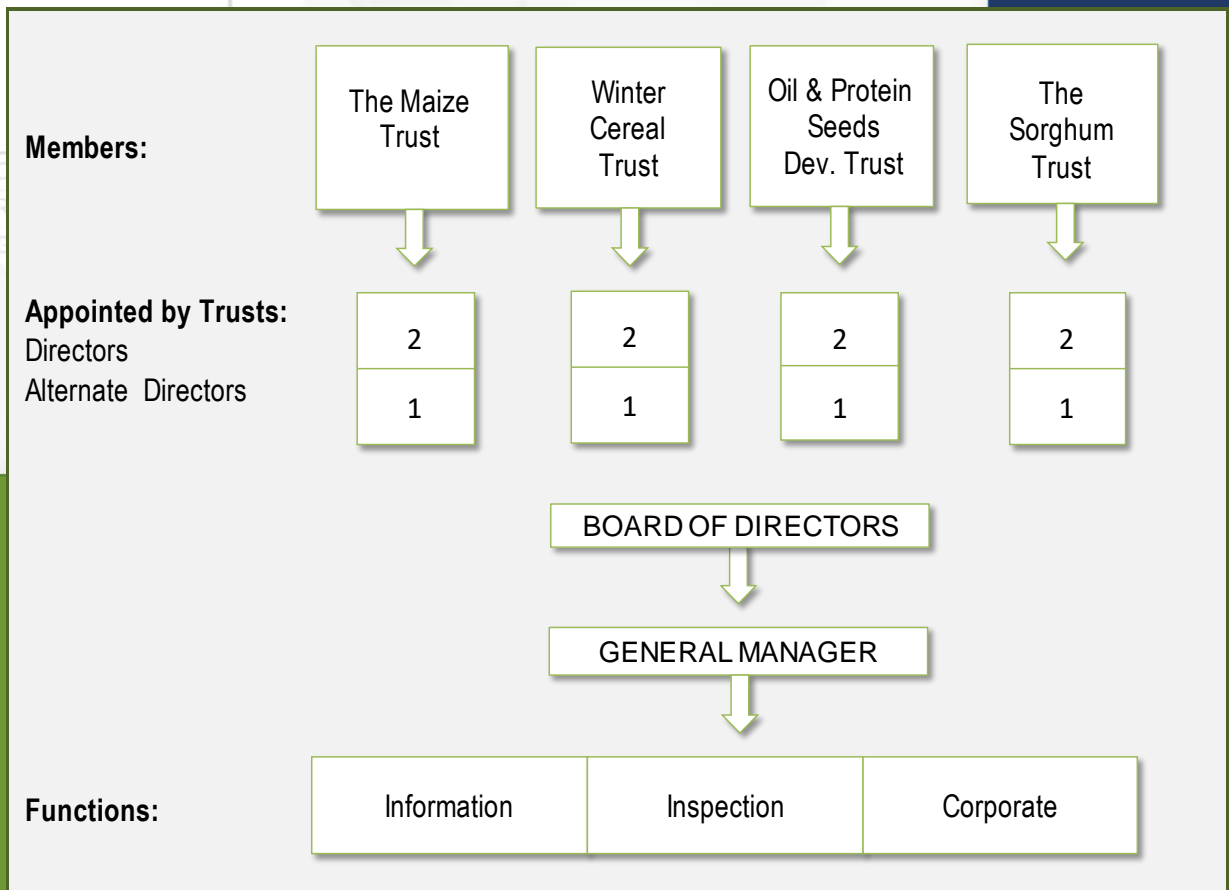 Members:
The Maize
Trust
Winter
Cereal
Trust
Oil & Protein
Seeds
Dev. Trust
The
Sorghum
Trust
Appointed by Trusts:
Directors
Alternate Directors
2
2
2
2
1
1
1
1
BOARD OF DIRECTORS
GENERAL MANAGER
Functions:
Information
Inspection
Corporate